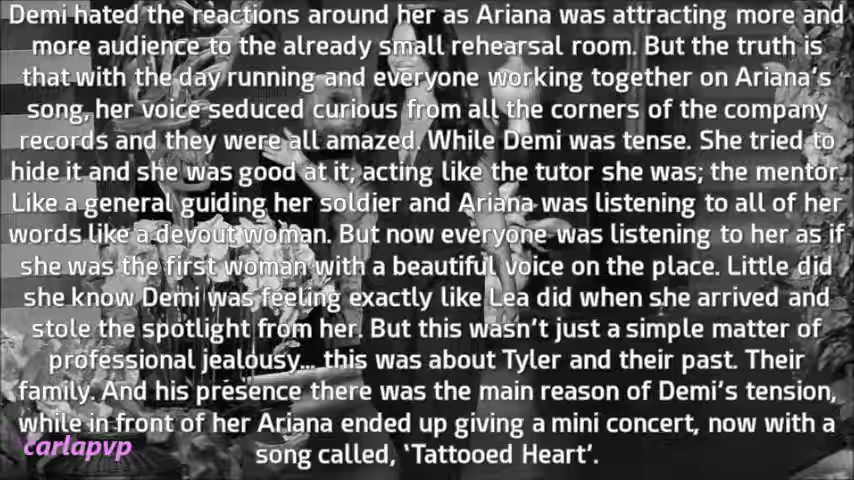 Demi hated the reactions around her as Ariana was attracting more and
more audience to the already small rehearsal room. But the truth is
that with the day running and everyone working together on Ariana's
song, her voice seduced curious from all the corners of the company
records and they were all amazed. While Demi was tense. She tried to
hide it and she was good at it; acting like the tutor she was; the mentor.
Like a general guiding her soldier and Ariana was listening to all of her
words like a devout woman. But now everyone was listening to her as if
she was the first woman with a beautiful voice on the place. Little did
she know Demi was feeling exactly like Lea did when she arrived and
stole the spotlight from her. But this wasn't just a simple matter of
professional jealousy... this was about Tyler and their past. Their
family. And his presence there was the main reason of Demi's tension,
while in front of her Ariana ended up giving a mini concert, now with a
song called, 'Tattooed Heart'.
carlapvp